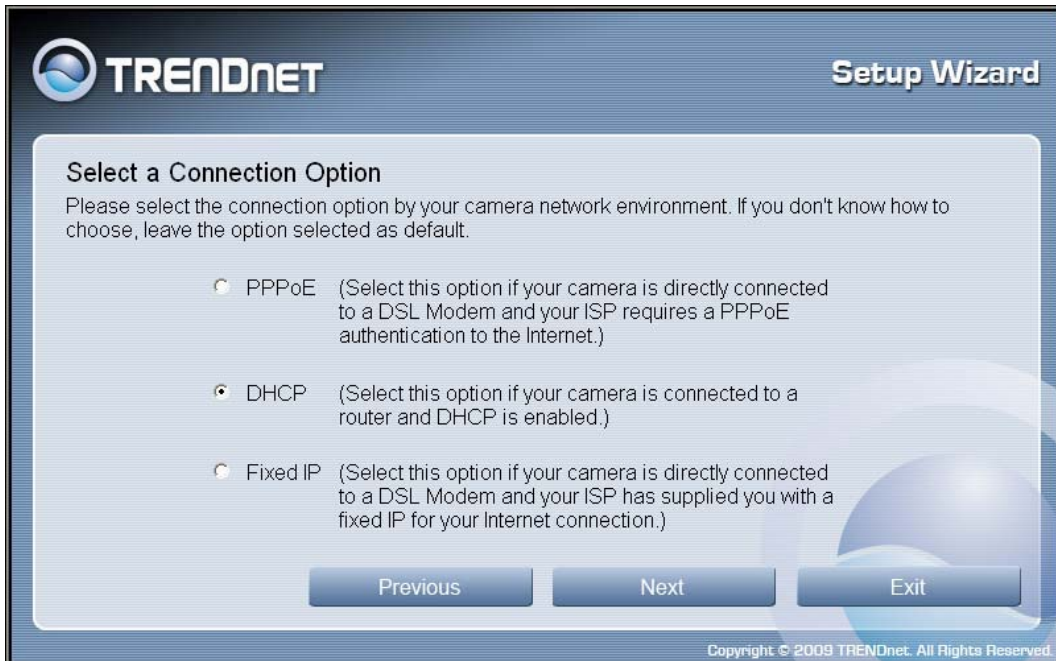 TRENDnet
Setup Wizard
Select a Connection Option
Please select the connection option by your camera network environment. If you don't know how to
choose, leave the option selected as default.
PPPoE (Select this option if your camera is directly connected
to a DSL Modem and your ISP requires a PPPoE
authentication to the Internet.)
DHCP (Select this option if your camera is connected to a
router and DHCP is enabled.)
Fixed IP (Select this option if your camera is directly connected
to a DSL Modem and your ISP has supplied you with a
fixed IP for your Internet connection.)
Previous Next Exit
Copyright © 2009 TRENDnet. All Rights Reserved.